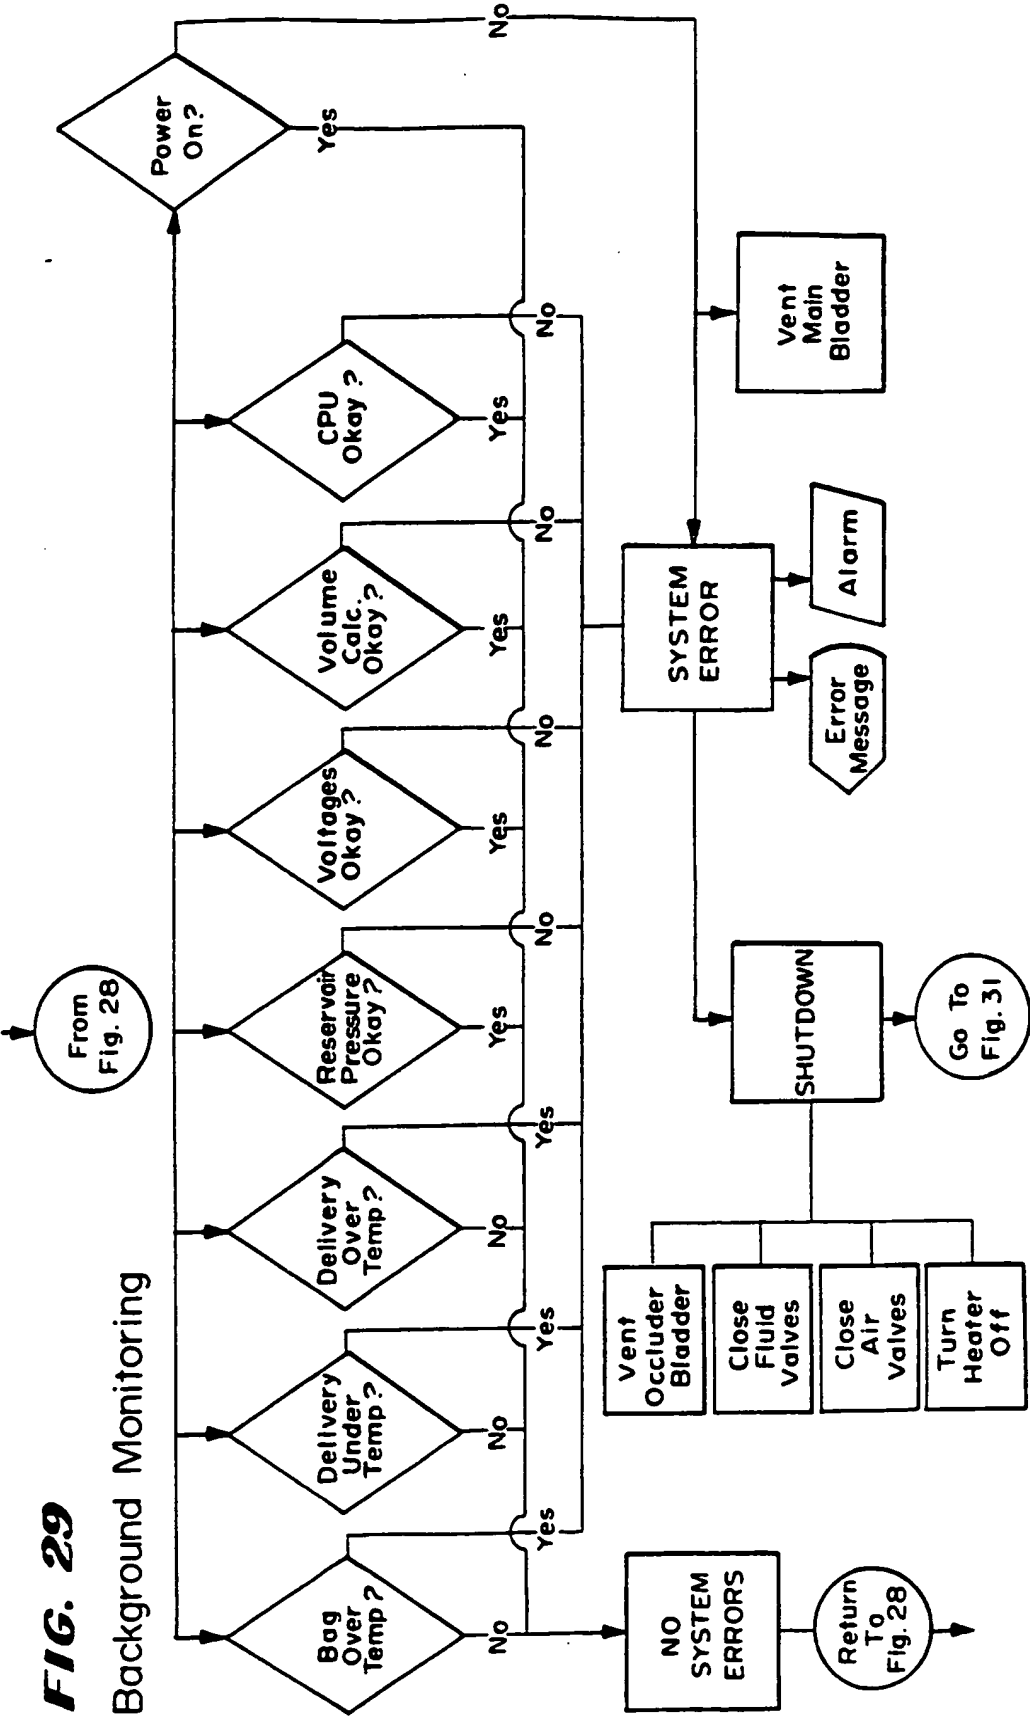 FIG. 29
Background Monitoring
From
Fig. 28
Bag
Over
Temp?
Delivery
Under
Temp?
Delivery
Over
Temp?
Reservoir
Pressure
Okay?
Voltages
Okay?
Volume
Calc.
Okay?
CPU
Okay?
Power
On?
No
No
No
Yes
Yes
Yes
Yes
Yes
Yes
Yes
Yes
No
No
No
No
No
NO
SYSTEM
ERRORS
Return
To
Fig. 28
Vent
Occluder
Bladder
Close
Fluid
Valves
Close
Air
Valves
Turn
Heater
Off
SHUTDOWN
Go To
Fig. 31
SYSTEM
ERROR
Error
Message
Alarm
Vent
Main
Bladder